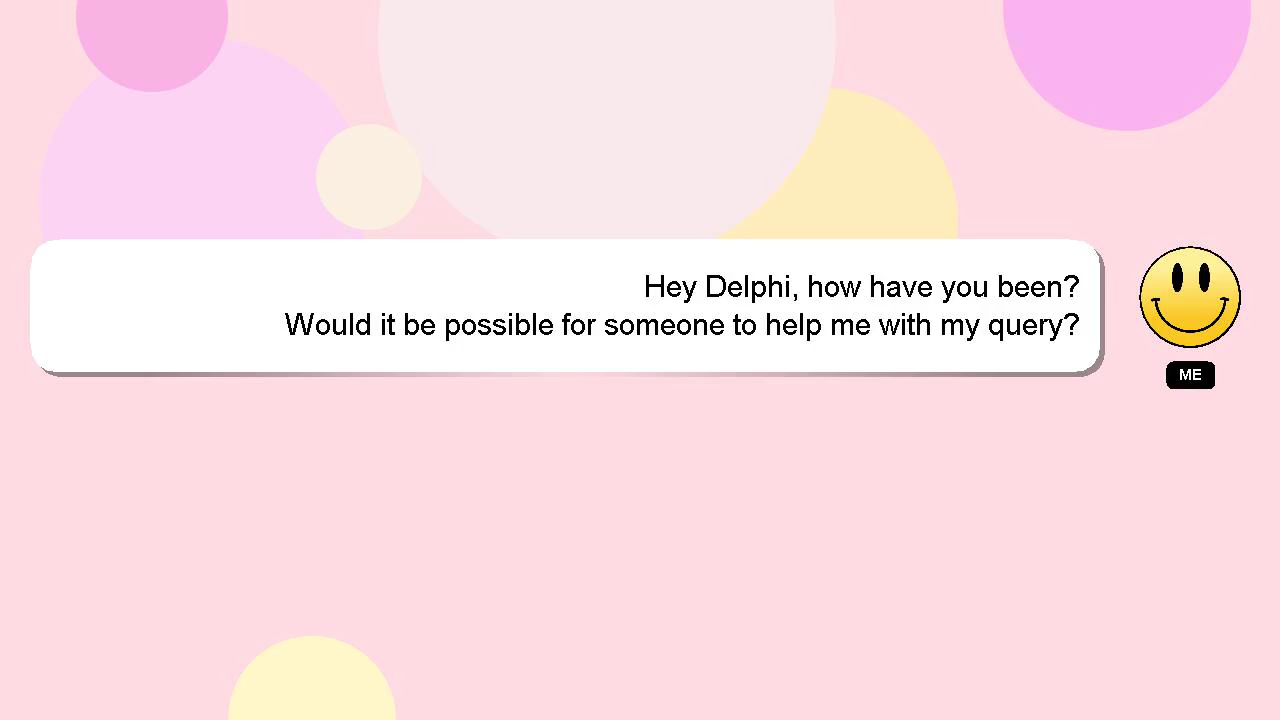 Hey Delphi, how have you been?
Would it be possible for someone to help me with my query?
ME